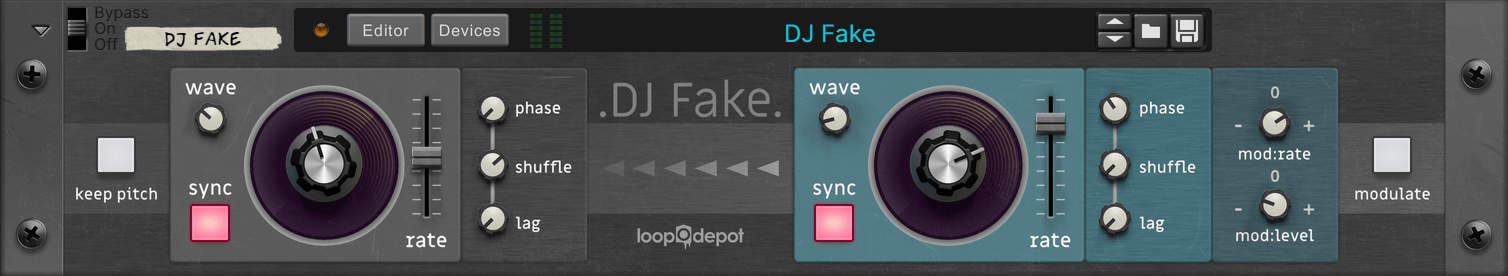 Bypass
On
Off
DJ FAKE
Editor
Devices
DJ Fake
wave
sync
rate
phase
shuffle
lag
keep pitch
.DJ Fake.
loopdepot
wave
sync
rate
phase
shuffle
lag
0
- +
mod:rate
0
- +
mod:level
modulate